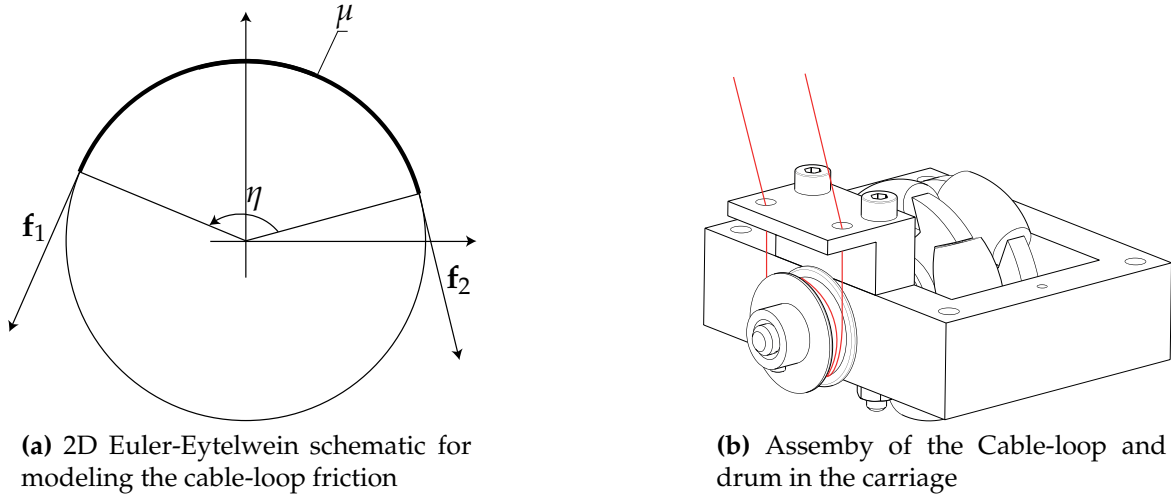 μ
η
f₁
f₂
(a) 2D Euler-Eytelwein schematic for
modeling the cable-loop friction
(b) Assemby of the Cable-loop and
drum in the carriage